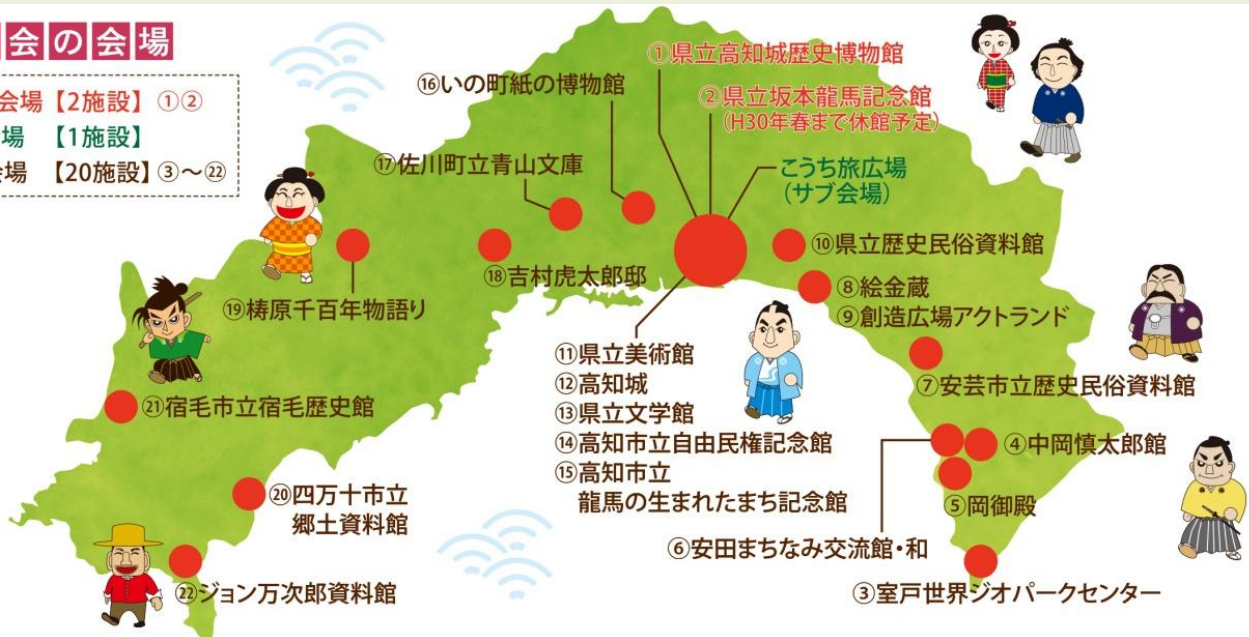 会の会場
会場【2施設】①②
場 【1施設】
場 【20施設】③～㉒
①県立高知城歴史博物館
②県立坂本龍馬記念館
(H30年春まで休館予定)
こうち旅広場
(サブ会場)
⑯いの町紙の博物館
⑰佐川町立青山文庫
⑱吉村虎太郎邸
⑲梼原千百年物語り
⑩県立歴史民俗資料館
⑧絵金蔵
⑨創造広場アクトランド
⑦安芸市立歴史民俗資料館
⑪県立美術館
⑫高知城
⑬県立文学館
⑭高知市立自由民権記念館
⑮高知市立
龍馬の生まれたまち記念館
④中岡慎太郎館
⑤岡御殿
⑥安田まちなみ交流館・和
③室戸世界ジオパークセンター
㉑宿毛市立宿毛歴史館
⑳四万十市立
郷土資料館
㉒ジョン万次郎資料館